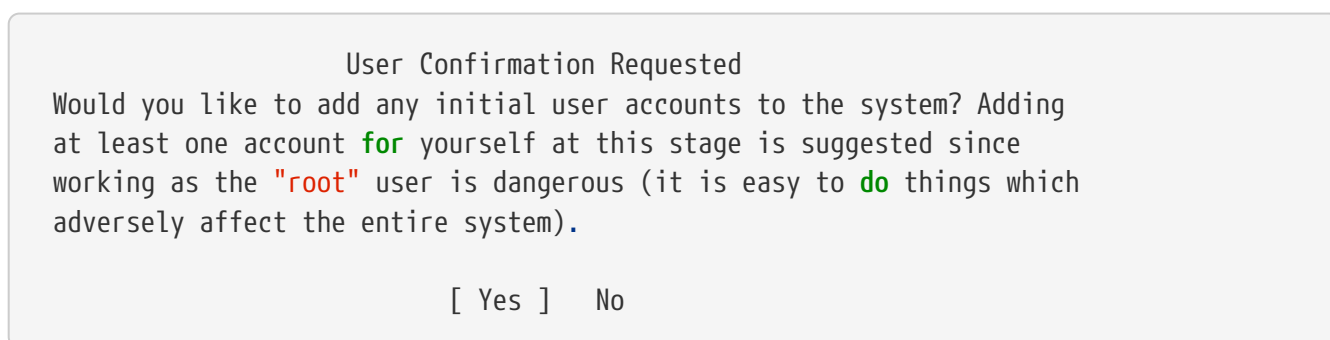 User Confirmation Requested
Would you like to add any initial user accounts to the system? Adding
at least one account for yourself at this stage is suggested since
working as the "root" user is dangerous (it is easy to do things which
adversely affect the entire system).
[ Yes ] No